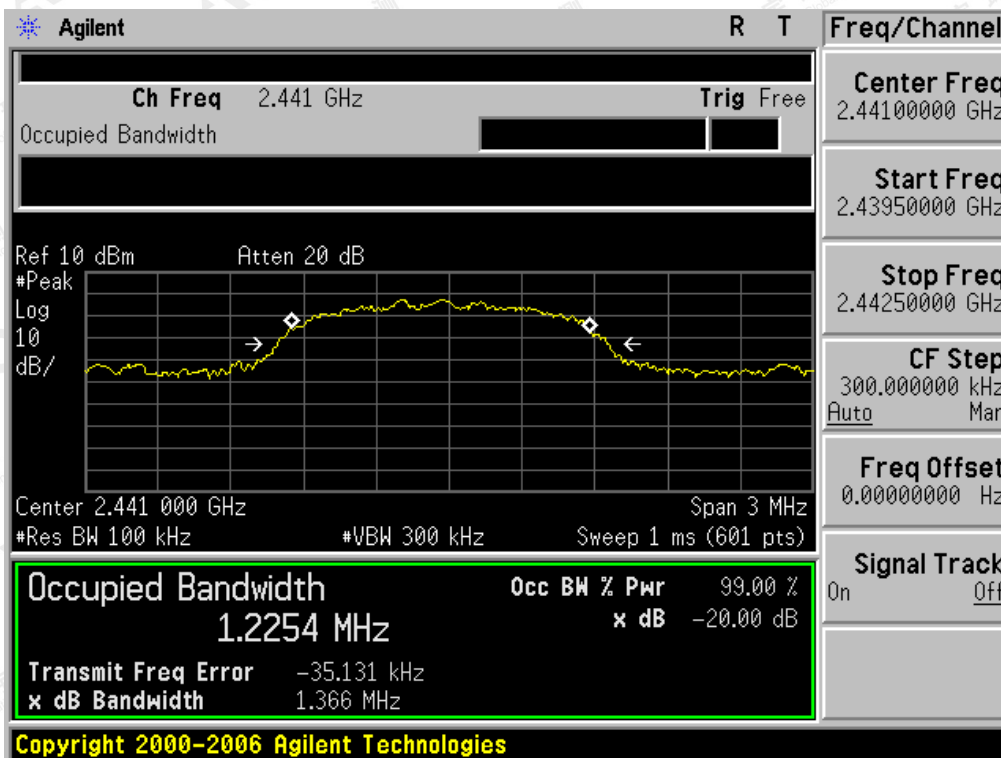 Agilent R T
Freq/Channel
Ch Freq 2.441 GHz Trig Free
Occupied Bandwidth
Center Freq
2.44100000 GHz
Start Freq
2.43950000 GHz
Stop Freq
2.44250000 GHz
CF Step
300.000000 kHz
Auto Man
Freq Offset
0.00000000 Hz
Signal Track
On Off
Ref 10 dBm Atten 20 dB
#Peak
Log
10
dB/
Center 2.441 000 GHz Span 3 MHz
#Res BW 100 kHz #VBW 300 kHz Sweep 1 ms (601 pts)
Occupied Bandwidth
1.2254 MHz
Occ BW % Pwr 99.00 %
x dB -20.00 dB
Transmit Freq Error -35.131 kHz
x dB Bandwidth 1.366 MHz
Copyright 2000-2006 Agilent Technologies